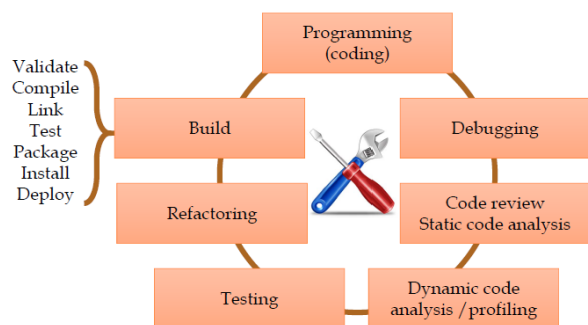 Programming
(coding)
Validate
Compile
Link
Test
Package
Install
Deploy
Build
Debugging
Refactoring
Code review
Static code analysis
Testing
Dynamic code
analysis /profiling